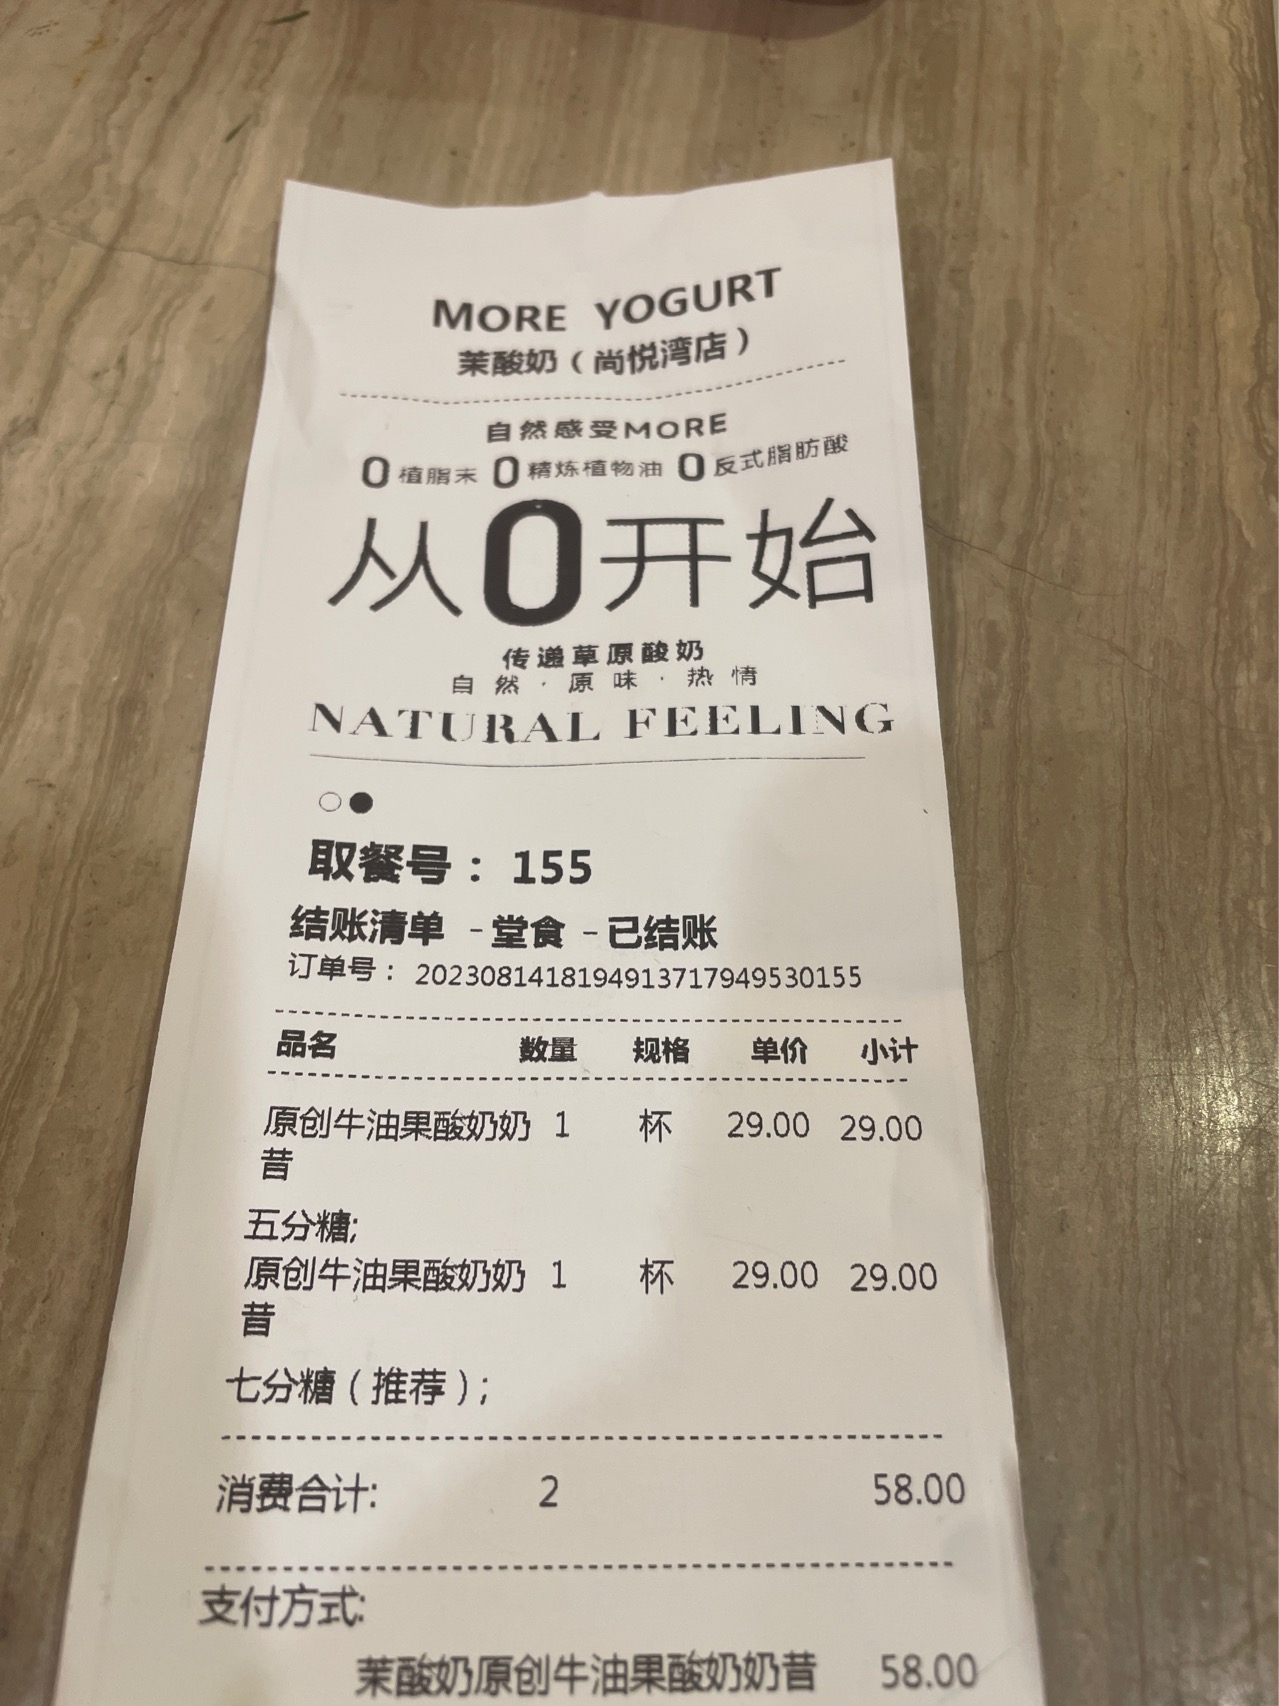 MORE YOGURT
茉酸奶（尚悦湾店）
自然感受MORE
0植脂末 0精炼植物油 0反式脂肪酸
从0开始
传递草原酸奶
自然·原味·热情
NATURAL FEELING
取餐号：155
结账清单 -堂食 -已结账
订单号：20230814181949137179495301​55
品名 数量 规格 单价 小计
原创牛油果酸奶奶 1 杯 29.00 29.00
昔
五分糖;
原创牛油果酸奶奶 1 杯 29.00 29.00
昔
七分糖（推荐）;
消费合计: 2 58.00
支付方式:
茉酸奶原创牛油果酸奶奶昔 58.00